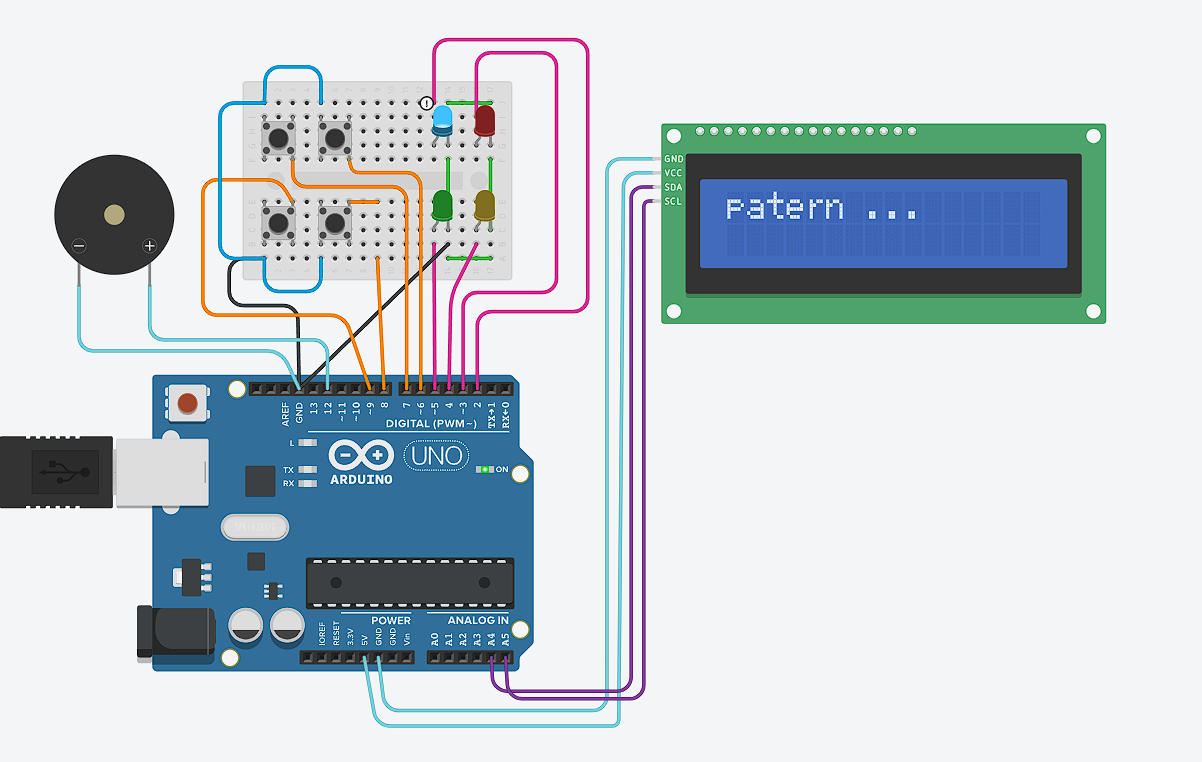 GND
VCC
SDA
SCL
Patern ...
AREF
GND
13
12
~11
~10
~9
8
7
~6
~5
4
~3
2
TX→1
RX←0
DIGITAL (PWM~)
L
TX
RX
ARDUINO
UNO
ON
POWER
ANALOG IN
IOREF
RESET
3.3V
5V
GND
GND
Vin
A0
A1
A2
A3
A4
A5